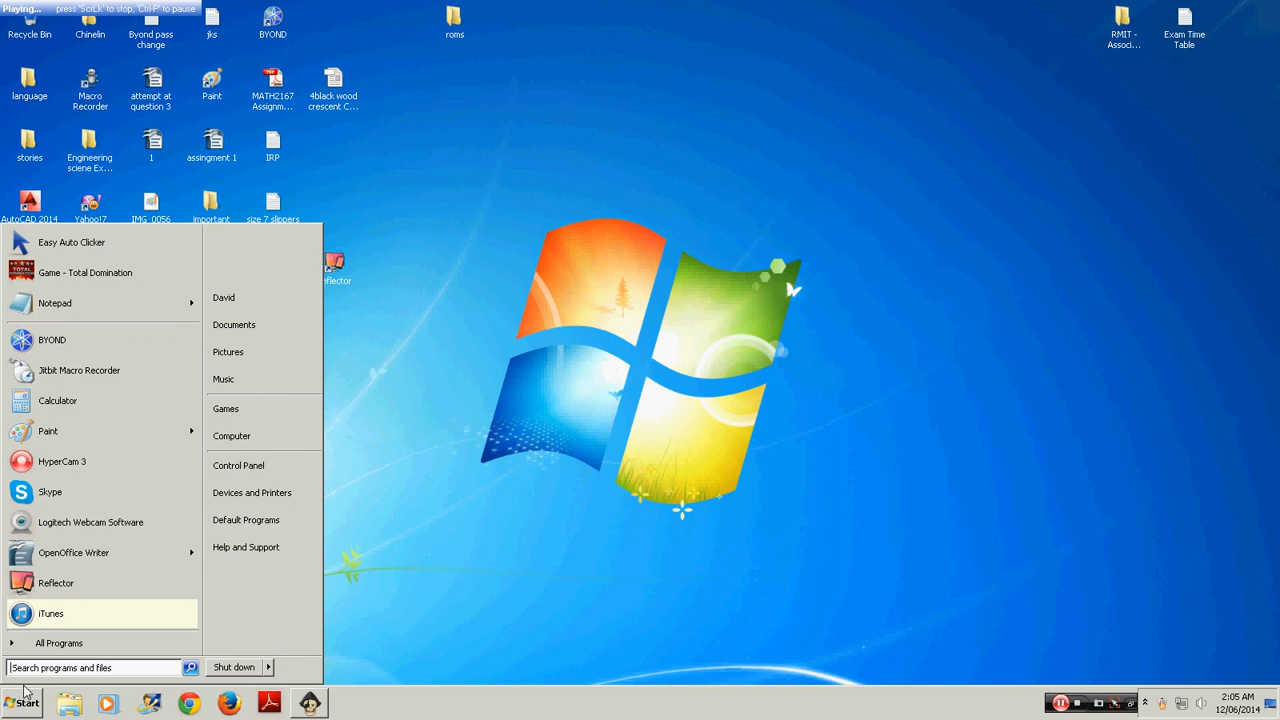 Playing... press 'ScrLk' to stop, 'Ctrl-P' to pause
Recycle Bin
Chinelin
Byond pass
change
jks
BYOND
roms
RMIT -
Associ...
Exam Time
Table
language
Macro
Recorder
attempt at
question 3
Paint
MATH2167
Assignm...
4black wood
crescent C...
stories
Engineering
sciene Ex...
1
assingment 1
IRP
AutoCAD 2014
Yahoo!7
IMG_0056
important
size 7 slippers
eflector
Easy Auto Clicker
Game - Total Domination
Notepad
BYOND
Jitbit Macro Recorder
Calculator
Paint
HyperCam 3
Skype
Logitech Webcam Software
OpenOffice Writer
Reflector
iTunes
All Programs
Search programs and files
David
Documents
Pictures
Music
Games
Computer
Control Panel
Devices and Printers
Default Programs
Help and Support
Shut down
Start
2:05 AM
12/06/2014